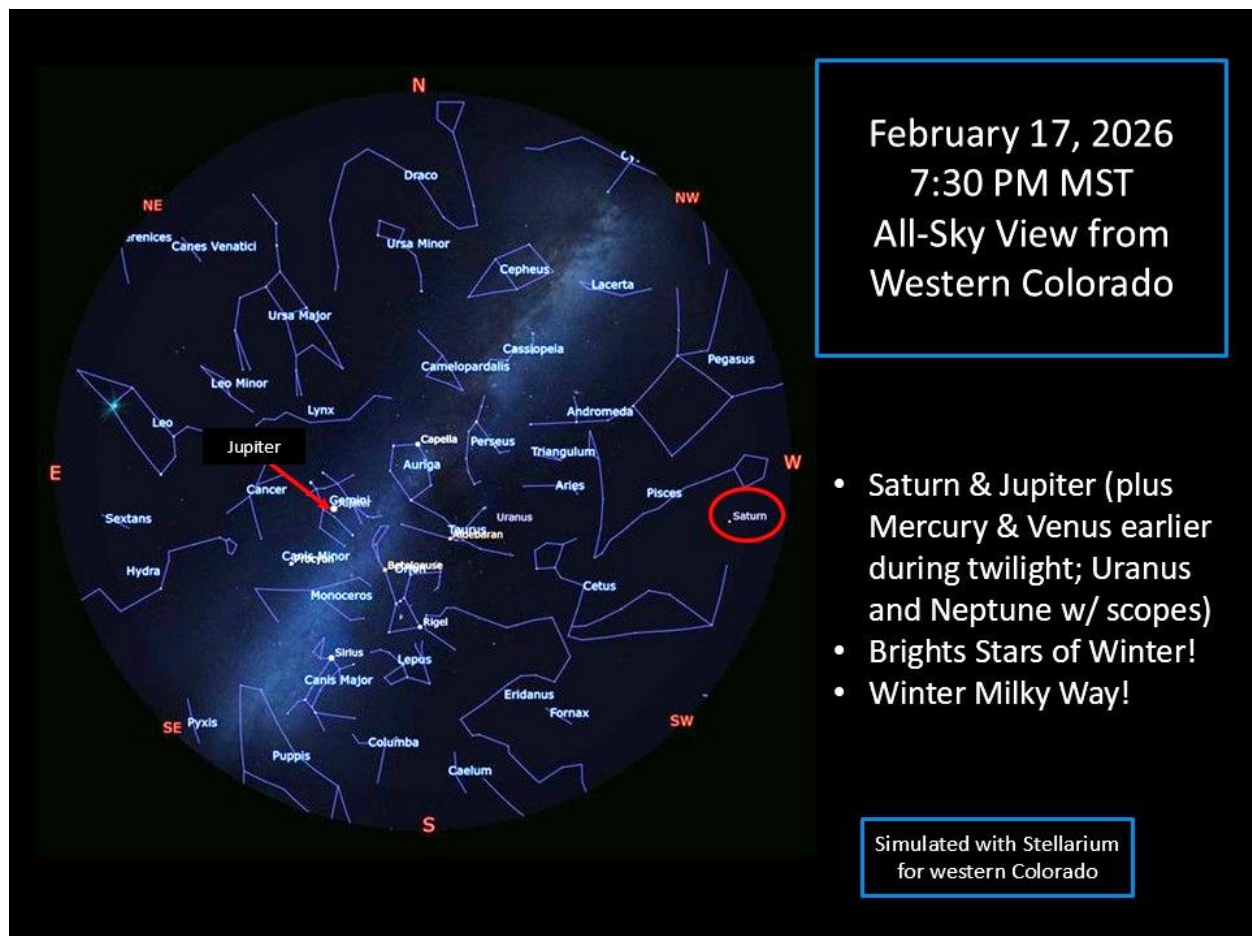 N
Draco
NE
NW
erenices
Canes Venatici
Ursa Minor
Cepheus
Lacerta
Ursa Major
Cassiopeia
Camelopardalis
Pegasus
Leo Minor
Lynx
Andromeda
Leo
Capella
Perseus
Jupiter
Triangulum
Auriga
W
E
Aries
Cancer
Pisces
Gemini
Jupiter
Sextans
Uranus
Saturn
Taurus
Aldebaran
Canis Minor
Procyon
Betelgeuse
Orion
Hydra
Cetus
Monoceros
Rigel
Sirius
Lepus
Canis Major
Eridanus
Fornax
SE
Pyxis
SW
Columba
Puppis
Caelum
S
February 17, 2026
7:30 PM MST
All-Sky View from
Western Colorado
• Saturn & Jupiter (plus
Mercury & Venus earlier
during twilight; Uranus
and Neptune w/ scopes)
• Brights Stars of Winter!
• Winter Milky Way!
Simulated with Stellarium
for western Colorado